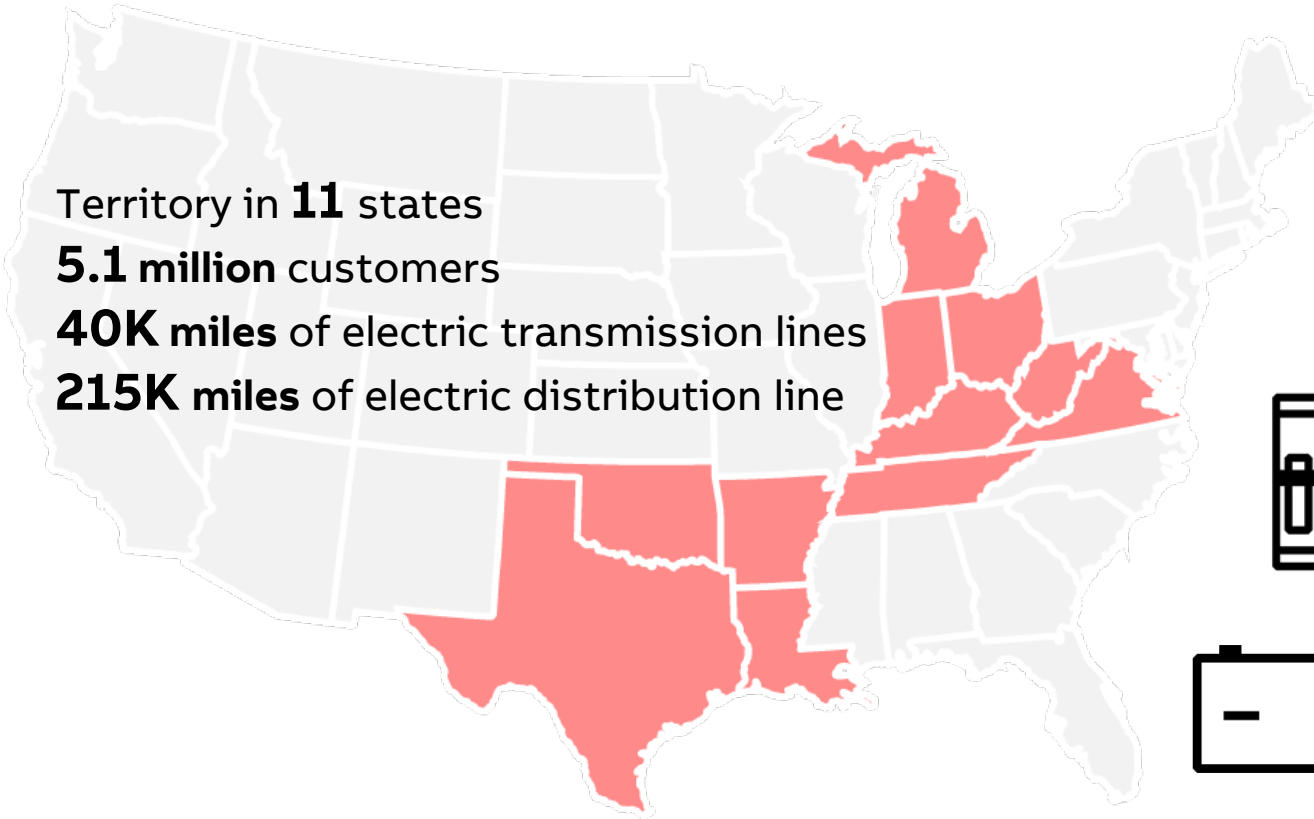 Territory in 11 states
5.1 million customers
40K miles of electric transmission lines
215K miles of electric distribution line